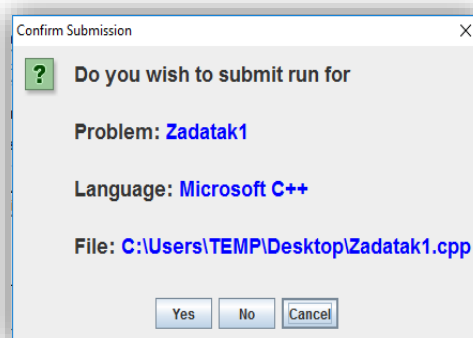 Confirm Submission
Do you wish to submit run for
Problem: Zadatak1
Language: Microsoft C++
File: C:\Users\TEMP\Desktop\Zadatak1.cpp
Yes No Cancel